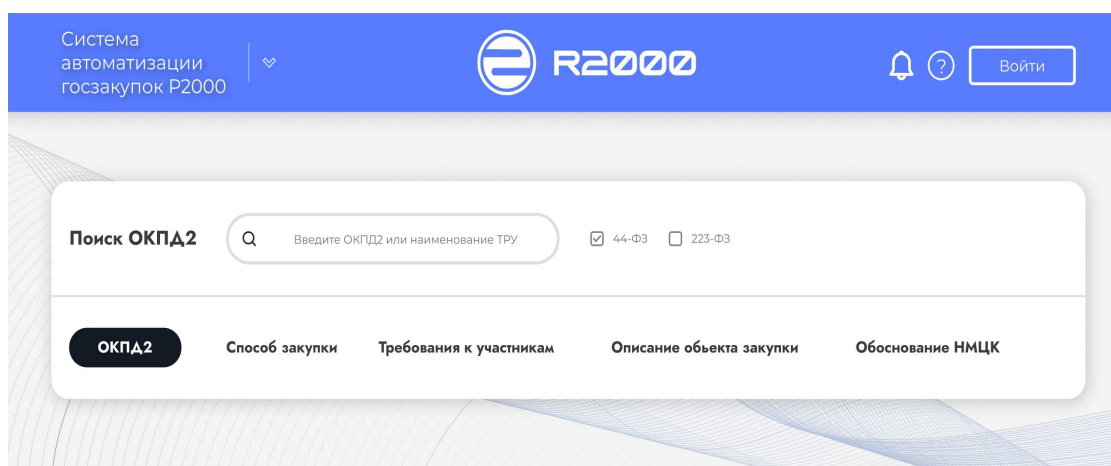 Система
автоматизации
госзакупок Р2000
R2000
?
Войти
Поиск ОКПД2
Введите ОКПД2 или наименование ТРУ
44-ФЗ
223-ФЗ
ОКПД2
Способ закупки
Требования к участникам
Описание обьекта закупки
Обоснование НМЦК